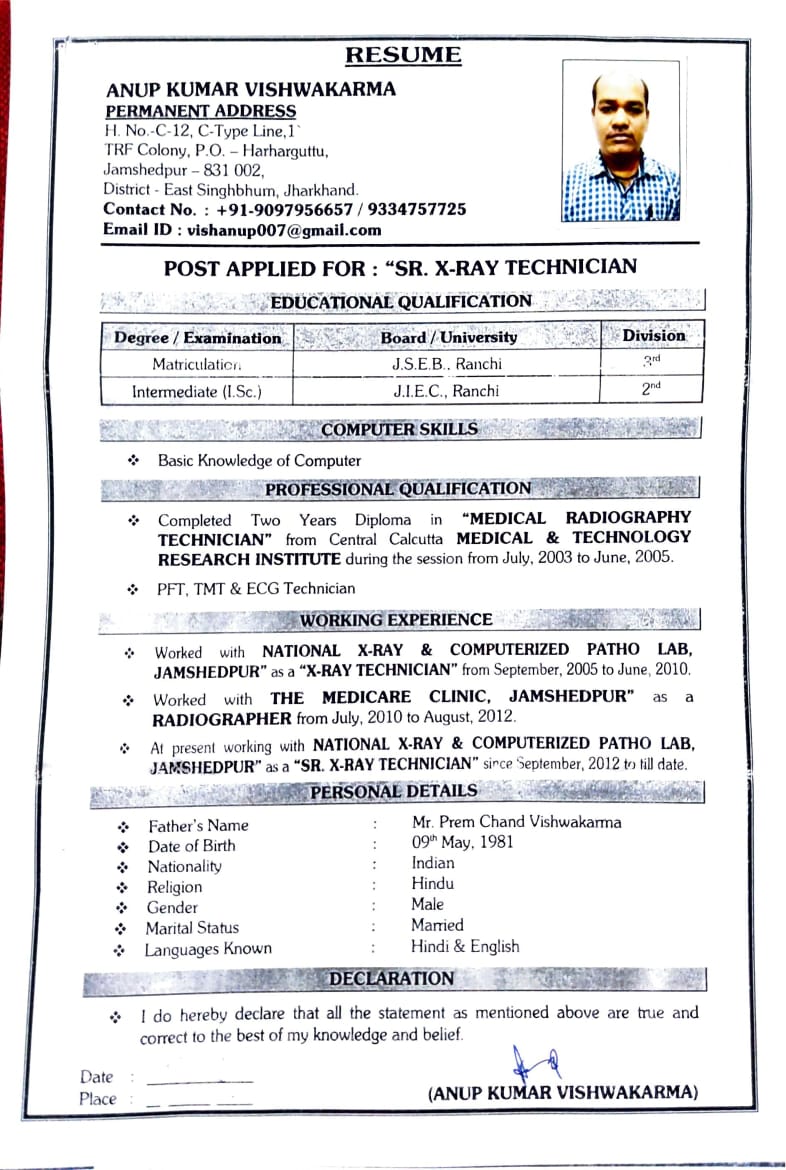 RESUME
ANUP KUMAR VISHWAKARMA
PERMANENT ADDRESS
H. No.-C-12, C-Type Line,1
TRF Colony, P.O. – Harharguttu,
Jamshedpur – 831 002,
District - East Singhbhum, Jharkhand.
Contact No. : +91-9097956657 / 9334757725
Email ID : vishanup007@gmail.com
POST APPLIED FOR : “SR. X-RAY TECHNICIAN
EDUCATIONAL QUALIFICATION
Degree / Examination Board / University Division
Matriculation J.S.E.B., Ranchi 3rd
Intermediate (I.Sc.) J.I.E.C., Ranchi 2nd
COMPUTER SKILLS
❖ Basic Knowledge of Computer
PROFESSIONAL QUALIFICATION
❖ Completed Two Years Diploma in “MEDICAL RADIOGRAPHY
TECHNICIAN” from Central Calcutta MEDICAL & TECHNOLOGY
RESEARCH INSTITUTE during the session from July, 2003 to June, 2005.
❖ PFT, TMT & ECG Technician
WORKING EXPERIENCE
❖ Worked with NATIONAL X-RAY & COMPUTERIZED PATHO LAB,
JAMSHEDPUR” as a “X-RAY TECHNICIAN” from September, 2005 to June, 2010.
❖ Worked with THE MEDICARE CLINIC, JAMSHEDPUR” as a
RADIOGRAPHER from July, 2010 to August, 2012.
❖ At present working with NATIONAL X-RAY & COMPUTERIZED PATHO LAB,
JAMSHEDPUR” as a “SR. X-RAY TECHNICIAN” since September, 2012 to till date.
PERSONAL DETAILS
❖ Father's Name : Mr. Prem Chand Vishwakarma
❖ Date of Birth : 09th May, 1981
❖ Nationality : Indian
❖ Religion : Hindu
❖ Gender : Male
❖ Marital Status : Married
❖ Languages Known : Hindi & English
DECLARATION
❖ I do hereby declare that all the statement as mentioned above are true and
correct to the best of my knowledge and belief.
Date :
Place :
(ANUP KUMAR VISHWAKARMA)